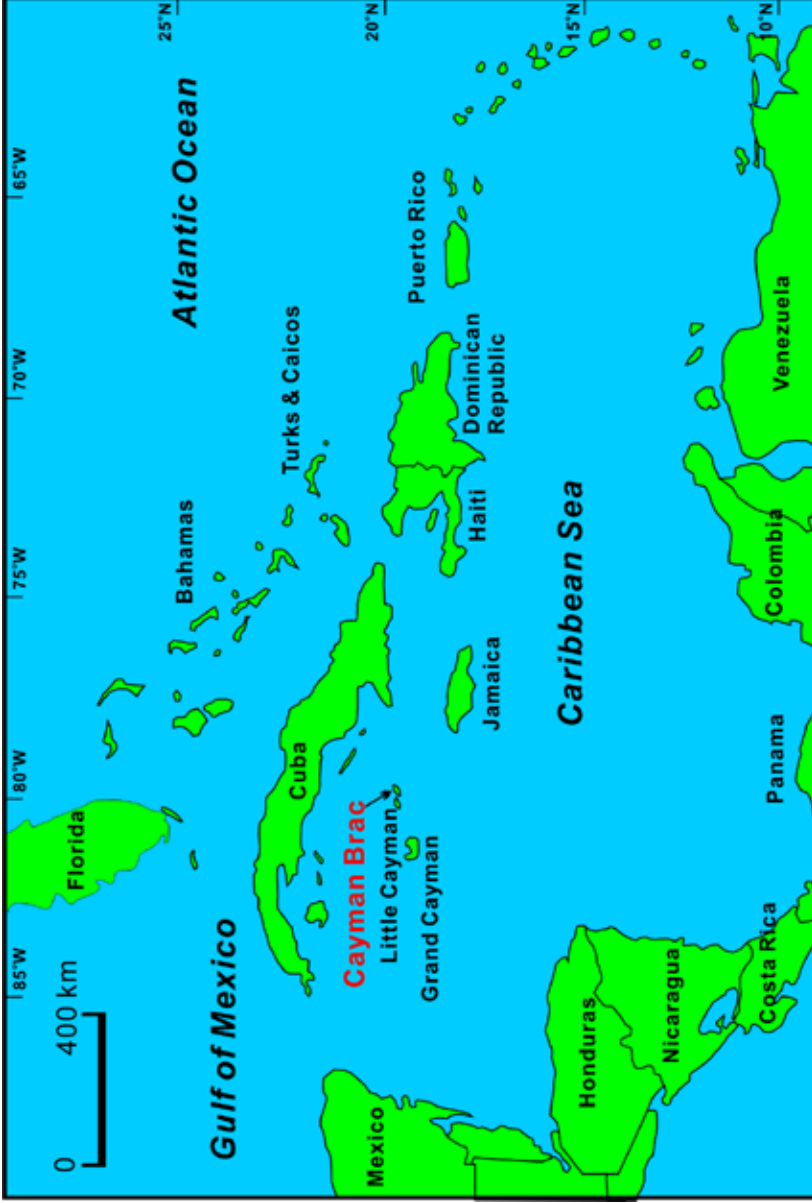 85°W
80°W
75°W
70°W
65°W
0 400 km
Florida
25°N
Gulf of Mexico
Bahamas
Atlantic Ocean
Turks & Caicos
Cuba
Cayman Brac
Little Cayman
Grand Cayman
20°N
Mexico
Puerto Rico
Jamaica
Haiti
Dominican
Republic
Caribbean Sea
15°N
Honduras
Nicaragua
Costa Rica
Panama
Colombia
Venezuela
10°N